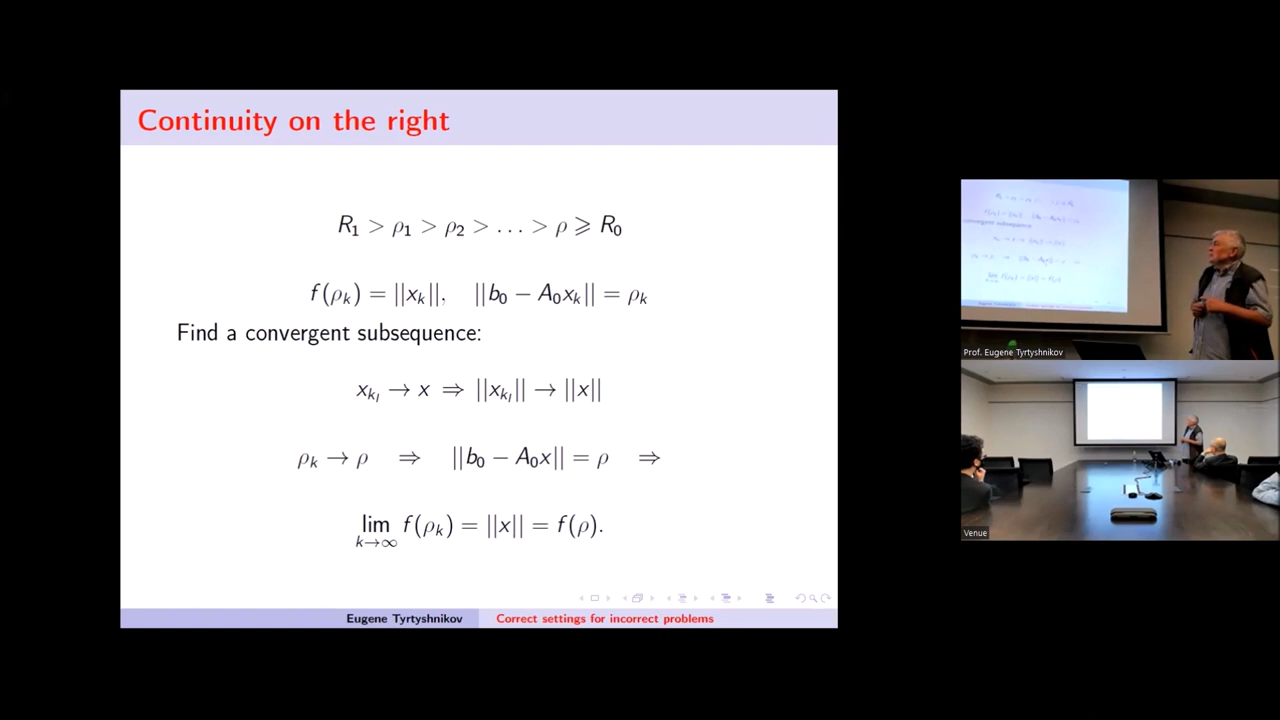 Continuity on the right
R₁ > ρ₁ > ρ₂ > . . . > ρ ⩾ R₀
f(ρₖ) = ||xₖ||, ||b₀ − A₀xₖ|| = ρₖ
Find a convergent subsequence:
x_{k_l} → x ⇒ ||x_{k_l}|| → ||x||
ρₖ → ρ ⇒ ||b₀ − A₀x|| = ρ ⇒
lim_{k→∞} f(ρₖ) = ||x|| = f(ρ).
Eugene Tyrtyshnikov Correct settings for incorrect problems
Prof. Eugene Tyrtyshnikov
Venue